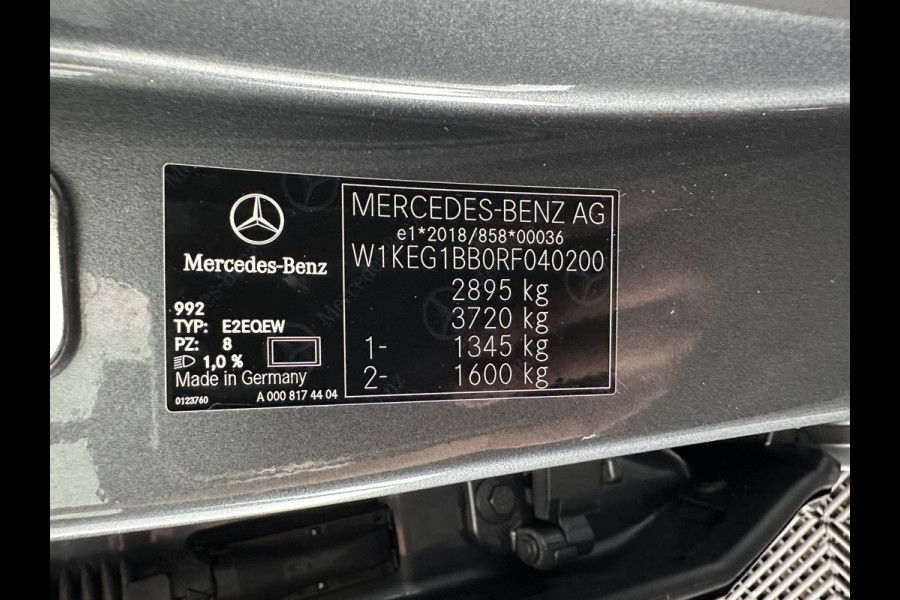 Mercedes-Benz
992
TYP: E2EQEW
PZ: 8
1,0 %
Made in Germany
0123760 A 000 817 44 04
MERCEDES-BENZ AG
e1*2018/858*00036
W1KEG1BB0RF040200
2895 kg
3720 kg
1- 1345 kg
2- 1600 kg